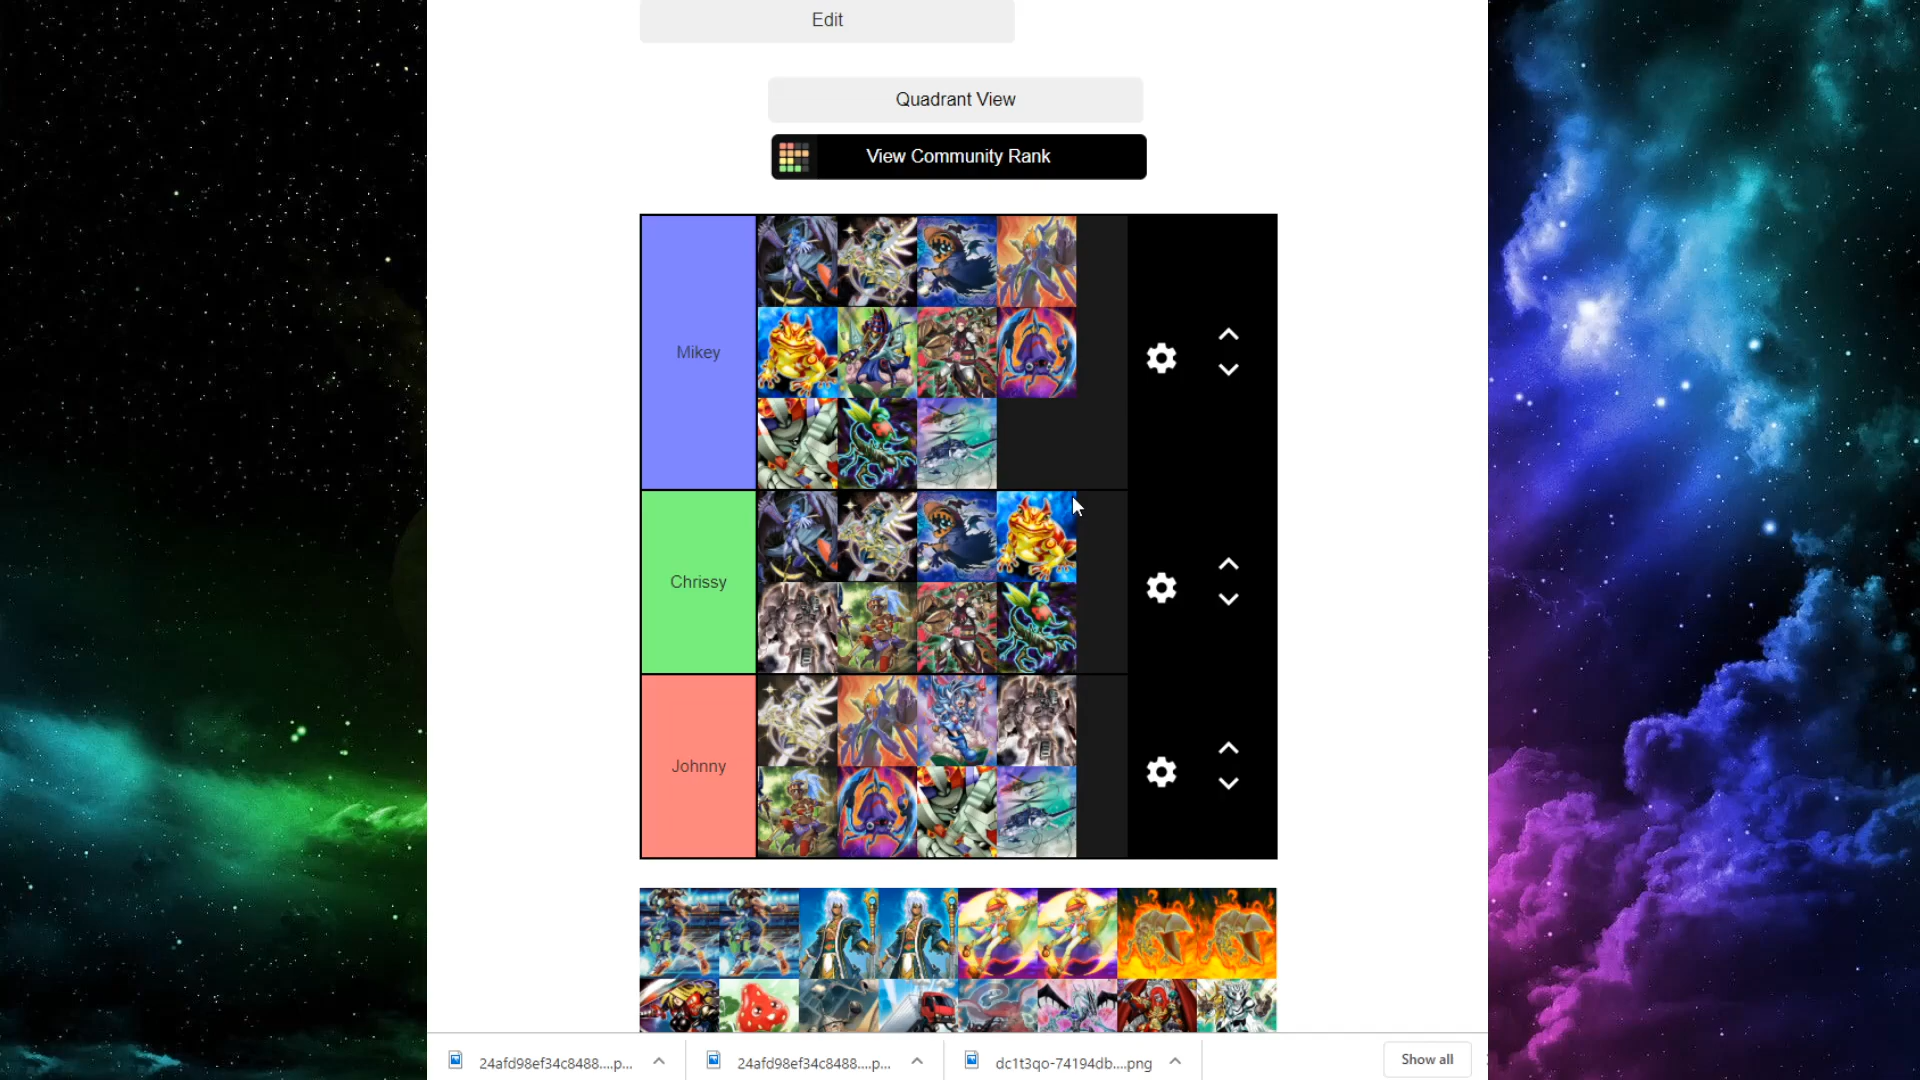 Edit
Quadrant View
View Community Rank
Mikey
Chrissy
Johnny
24afd98ef34c8488....p...
24afd98ef34c8488....p...
dc1t3qo-74194db....png
Show all